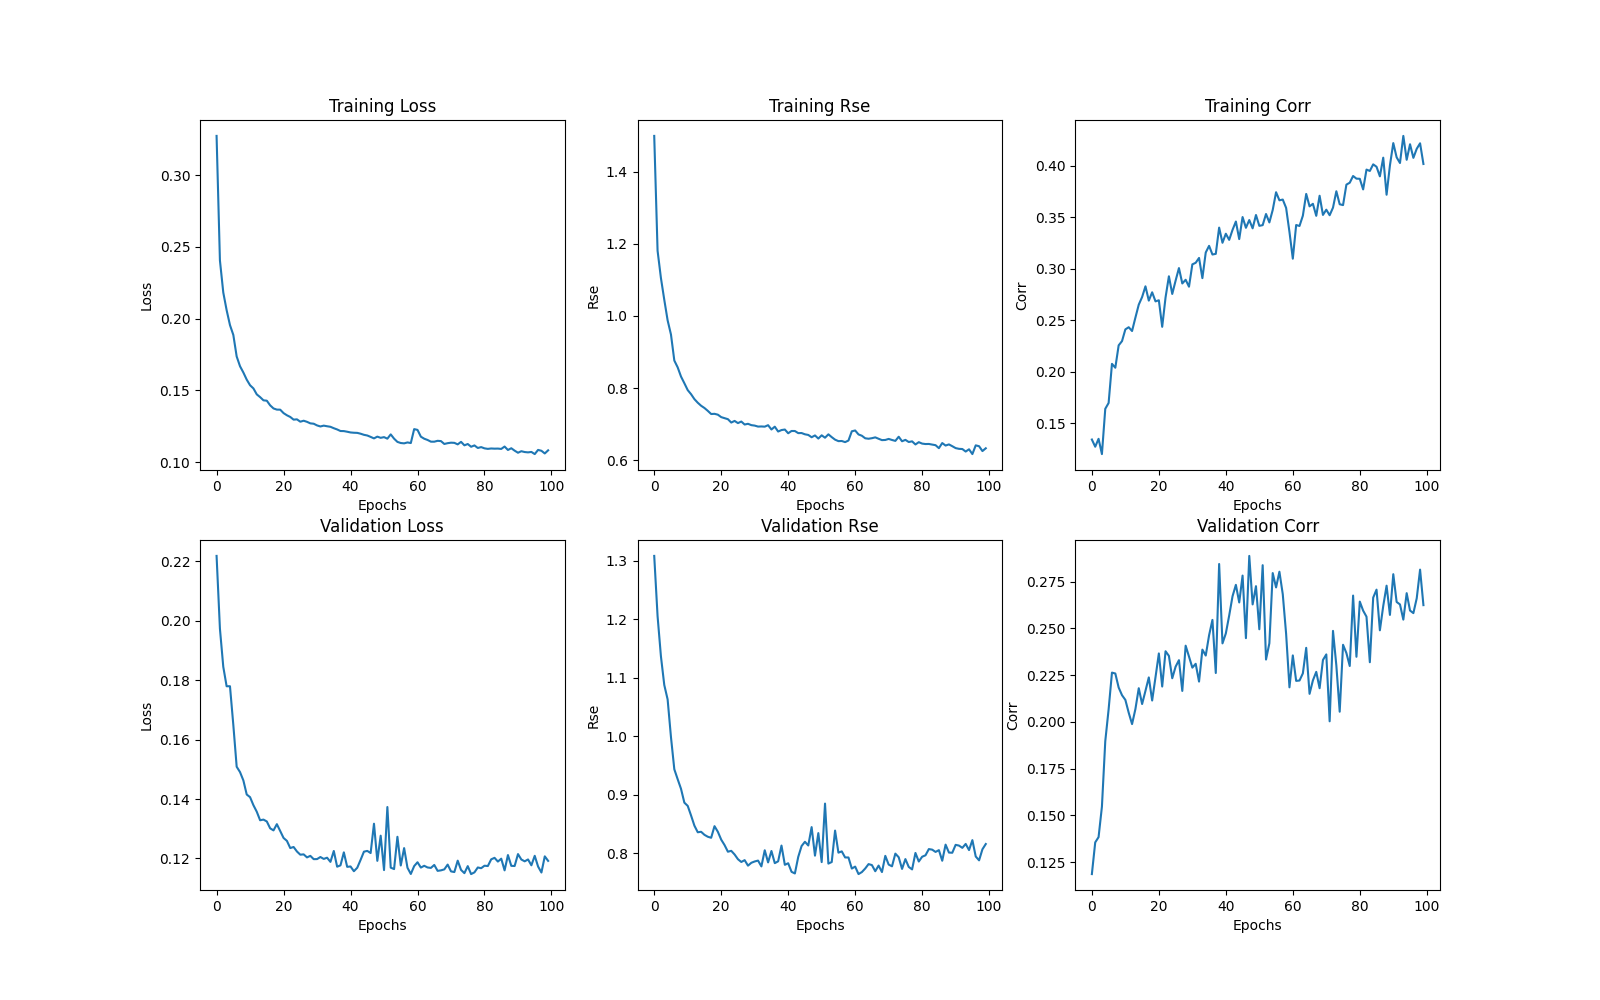 Training Loss
Training Rse
Training Corr
0.30
0.25
0.20
0.15
0.10
Loss
0 20 40 60 80 100
Epochs
1.4
1.2
1.0
0.8
0.6
Rse
0 20 40 60 80 100
Epochs
0.40
0.35
0.30
0.25
0.20
0.15
Corr
0 20 40 60 80 100
Epochs
Validation Loss
Validation Rse
Validation Corr
0.22
0.20
0.18
0.16
0.14
0.12
Loss
0 20 40 60 80 100
Epochs
1.3
1.2
1.1
1.0
0.9
0.8
Rse
0 20 40 60 80 100
Epochs
0.275
0.250
0.225
0.200
0.175
0.150
0.125
Corr
0 20 40 60 80 100
Epochs